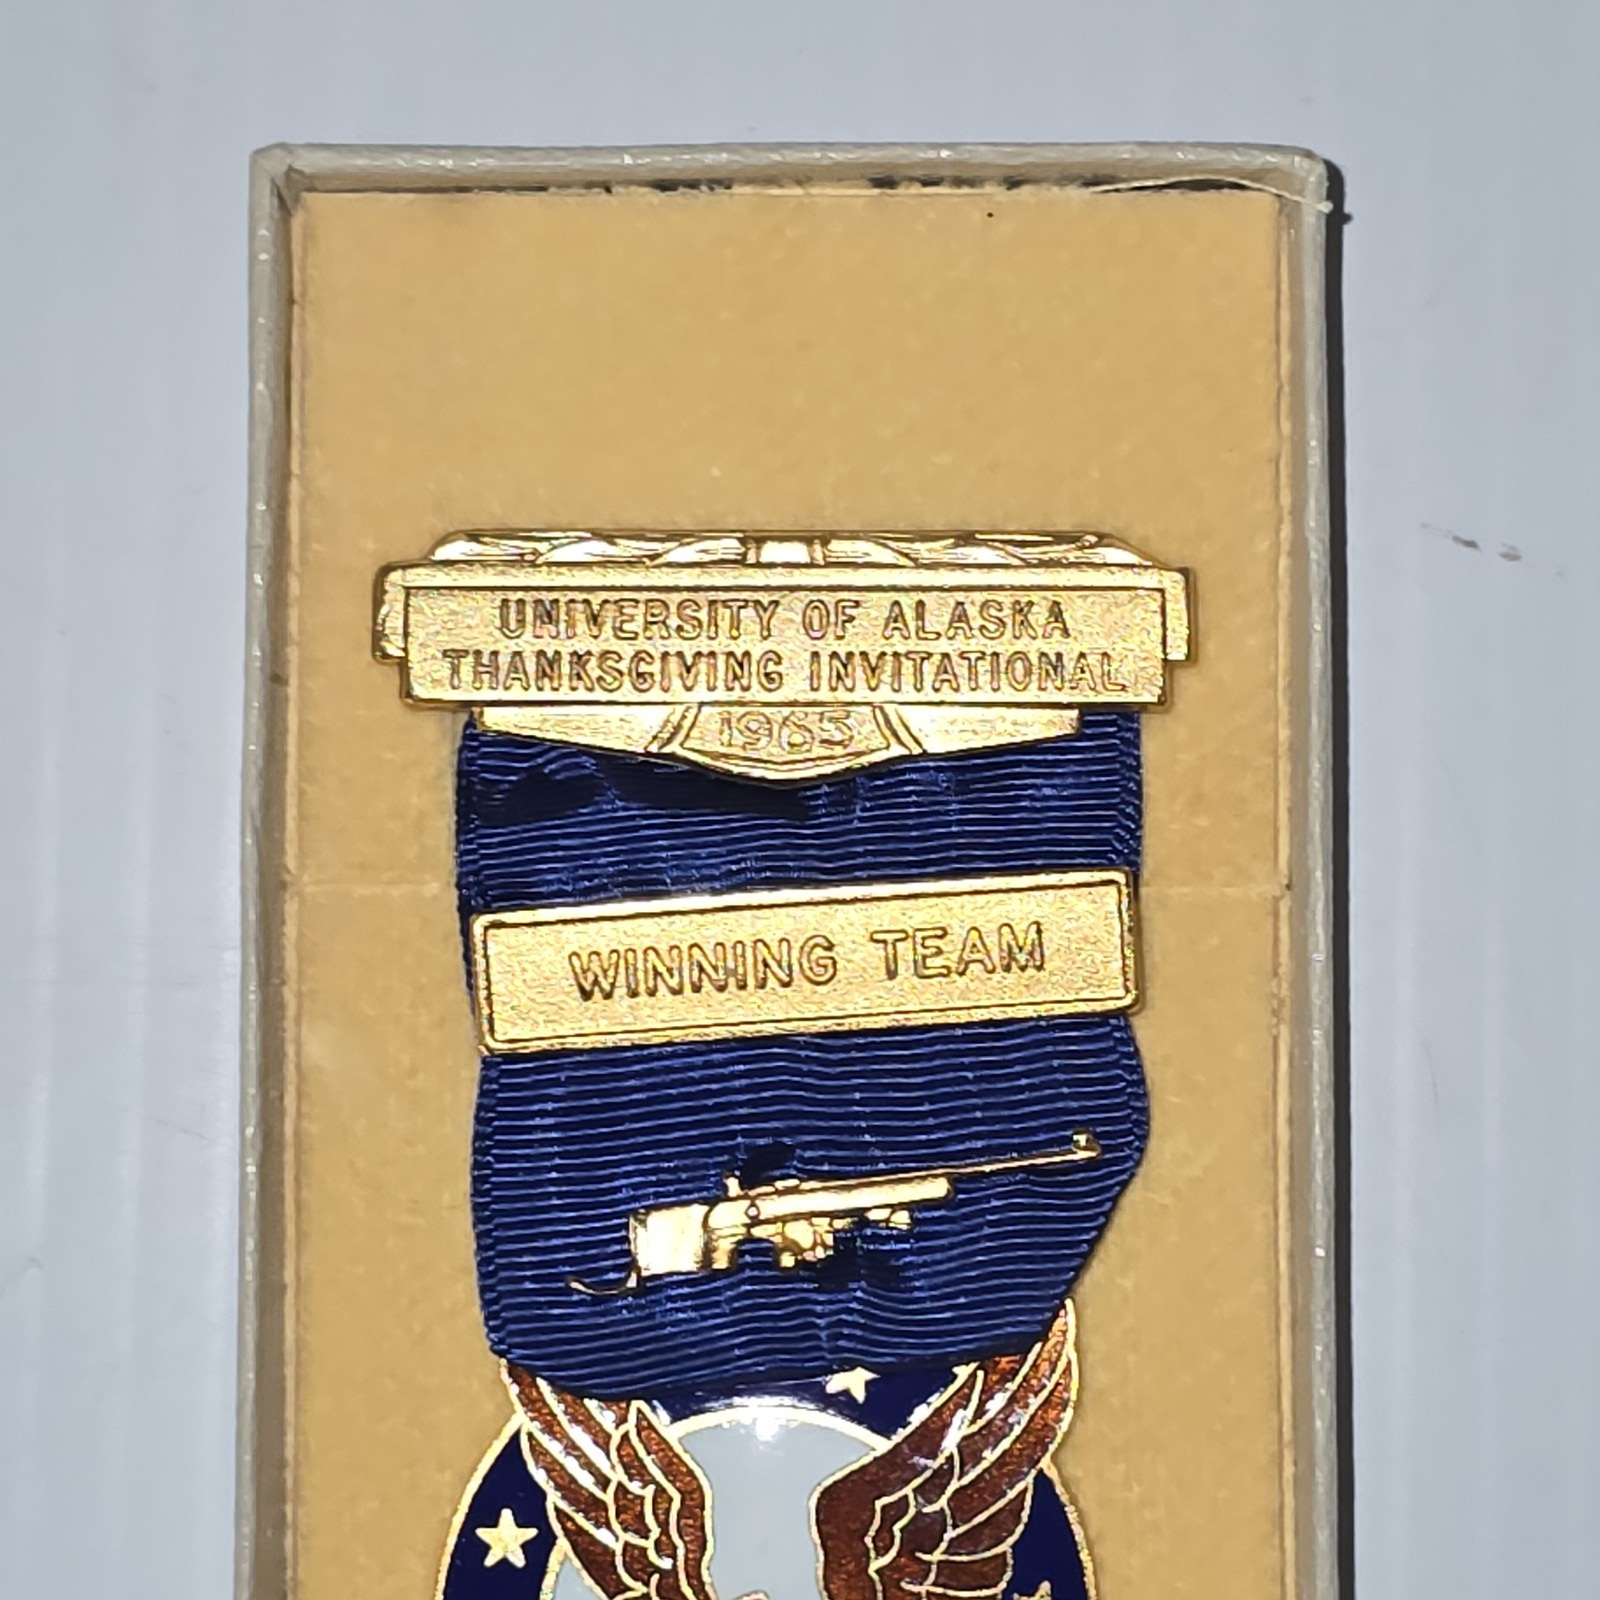 UNIVERSITY OF ALASKA
THANKSGIVING INVITATIONAL
1965
WINNING TEAM